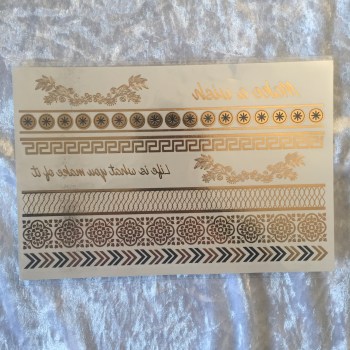 Make a wish
Life is what you make of it